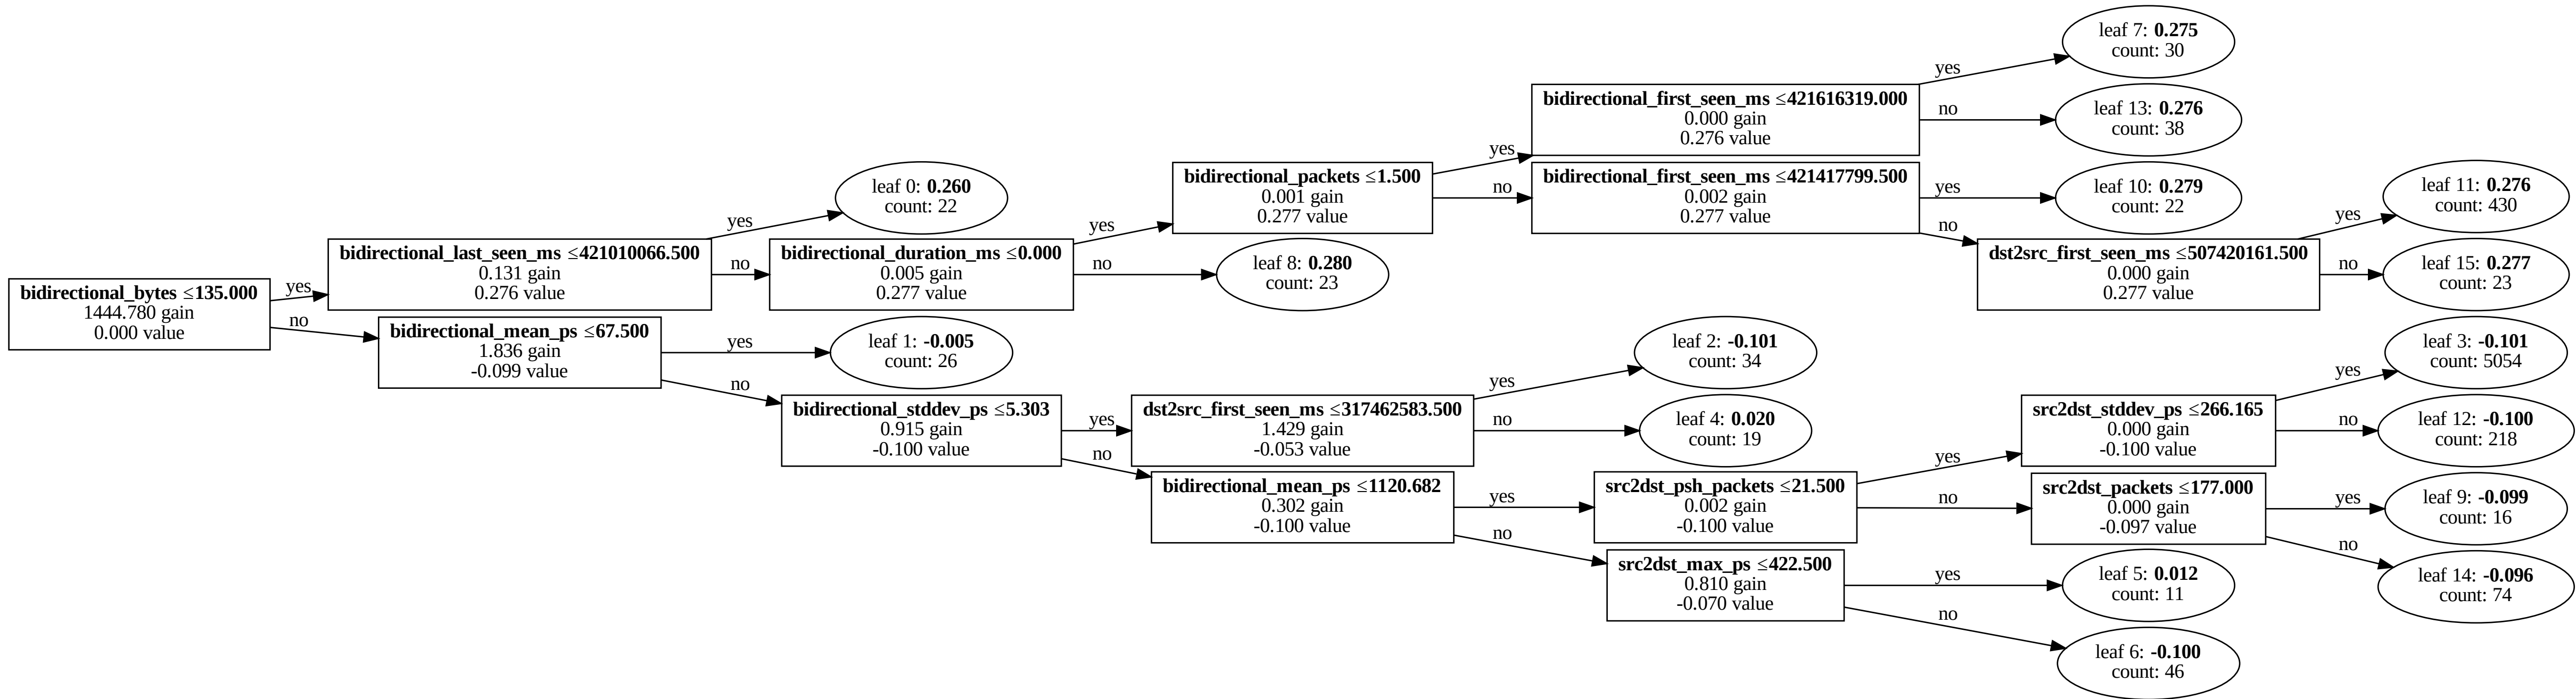 bidirectional_bytes ≤135.000
1444.780 gain
0.000 value
yes
no
bidirectional_last_seen_ms ≤421010066.500
0.131 gain
0.276 value
yes
no
leaf 0: 0.260
count: 22
bidirectional_duration_ms ≤0.000
0.005 gain
0.277 value
yes
no
bidirectional_packets ≤1.500
0.001 gain
0.277 value
yes
no
bidirectional_first_seen_ms ≤421616319.000
0.000 gain
0.276 value
yes
no
leaf 7: 0.275
count: 30
leaf 13: 0.276
count: 38
bidirectional_first_seen_ms ≤421417799.500
0.002 gain
0.277 value
yes
no
leaf 10: 0.279
count: 22
dst2src_first_seen_ms ≤507420161.500
0.000 gain
0.277 value
yes
no
leaf 11: 0.276
count: 430
leaf 15: 0.277
count: 23
leaf 8: 0.280
count: 23
bidirectional_mean_ps ≤67.500
1.836 gain
-0.099 value
yes
no
leaf 1: -0.005
count: 26
bidirectional_stddev_ps ≤5.303
0.915 gain
-0.100 value
yes
no
dst2src_first_seen_ms ≤317462583.500
1.429 gain
-0.053 value
yes
no
leaf 2: -0.101
count: 34
leaf 4: 0.020
count: 19
bidirectional_mean_ps ≤1120.682
0.302 gain
-0.100 value
yes
no
src2dst_psh_packets ≤21.500
0.002 gain
-0.100 value
yes
no
src2dst_stddev_ps ≤266.165
0.000 gain
-0.100 value
yes
no
leaf 3: -0.101
count: 5054
leaf 12: -0.100
count: 218
src2dst_packets ≤177.000
0.000 gain
-0.097 value
yes
no
leaf 9: -0.099
count: 16
leaf 14: -0.096
count: 74
src2dst_max_ps ≤422.500
0.810 gain
-0.070 value
yes
no
leaf 5: 0.012
count: 11
leaf 6: -0.100
count: 46